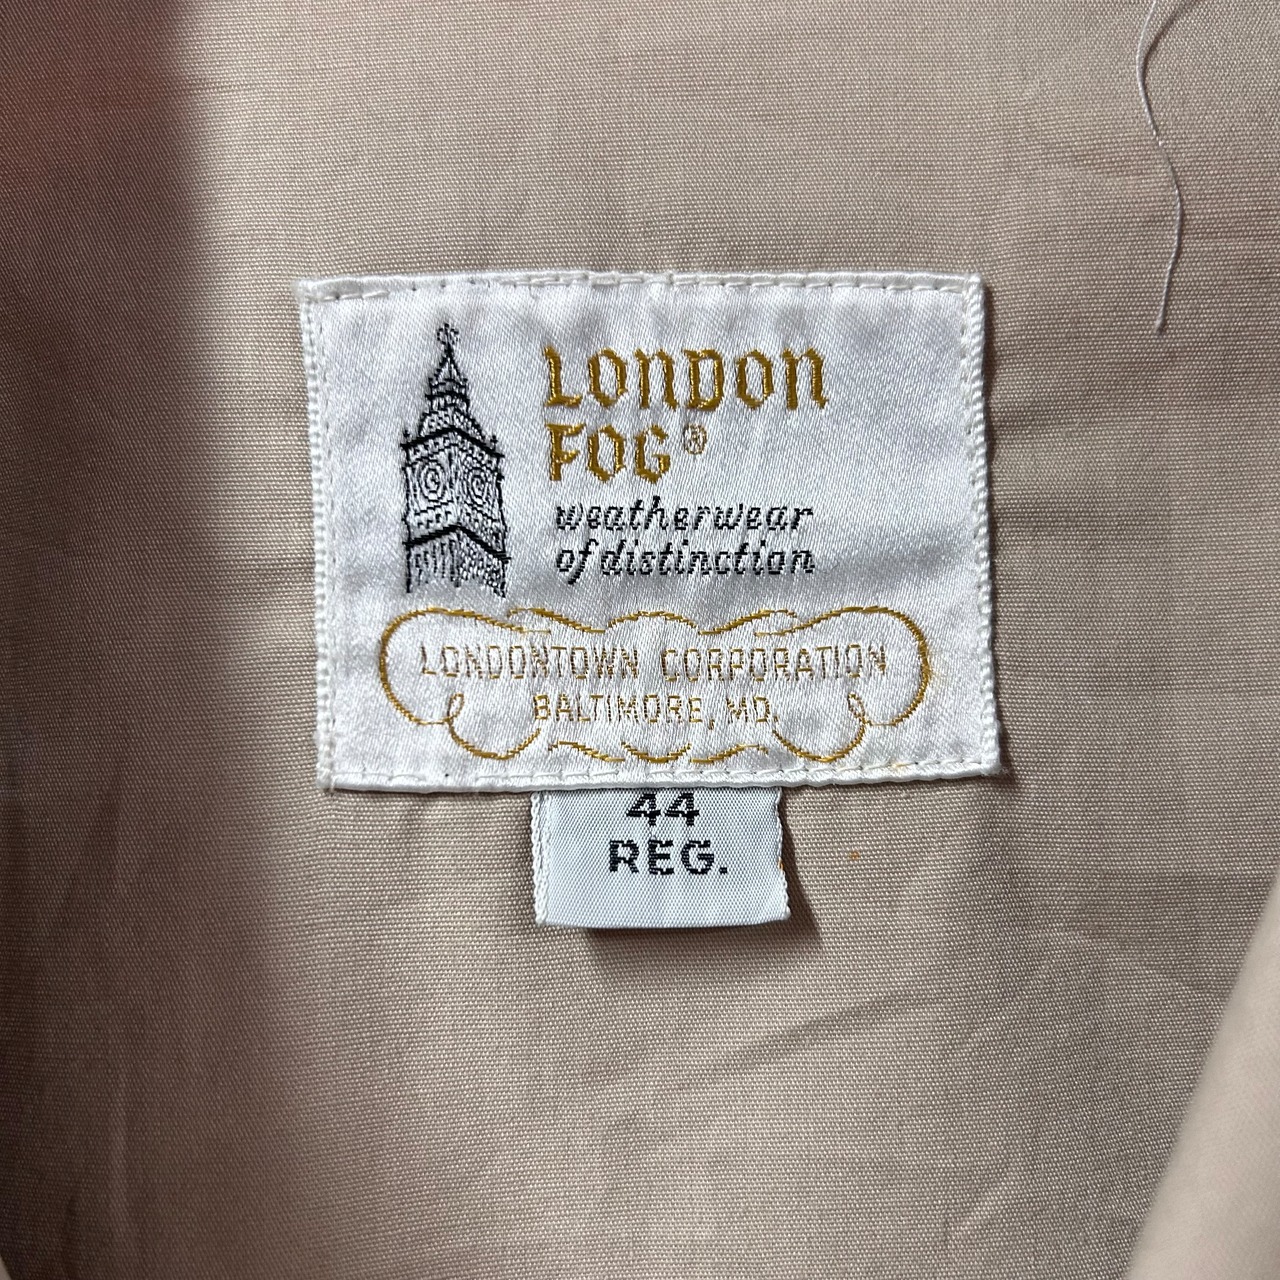 LONDON
FOG®
weatherwear
of distinction
LONDONTOWN CORPORATION
BALTIMORE, MD.
44
REG.